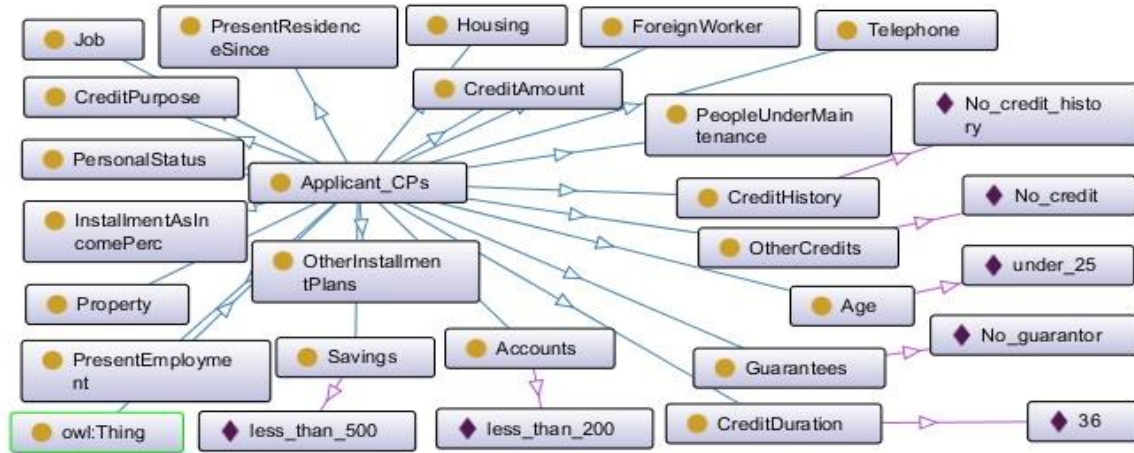 Job
PresentResidenc
eSince
Housing
ForeignWorker
Telephone
CreditPurpose
CreditAmount
PeopleUnderMain
tenance
No_credit_histo
ry
PersonalStatus
Applicant_CPs
CreditHistory
No_credit
InstallmentAsIn
comePerc
OtherInstallmen
tPlans
OtherCredits
under_25
Property
Age
PresentEmployme
nt
Savings
Accounts
Guarantees
No_guarantor
owl:Thing
less_than_500
less_than_200
CreditDuration
36